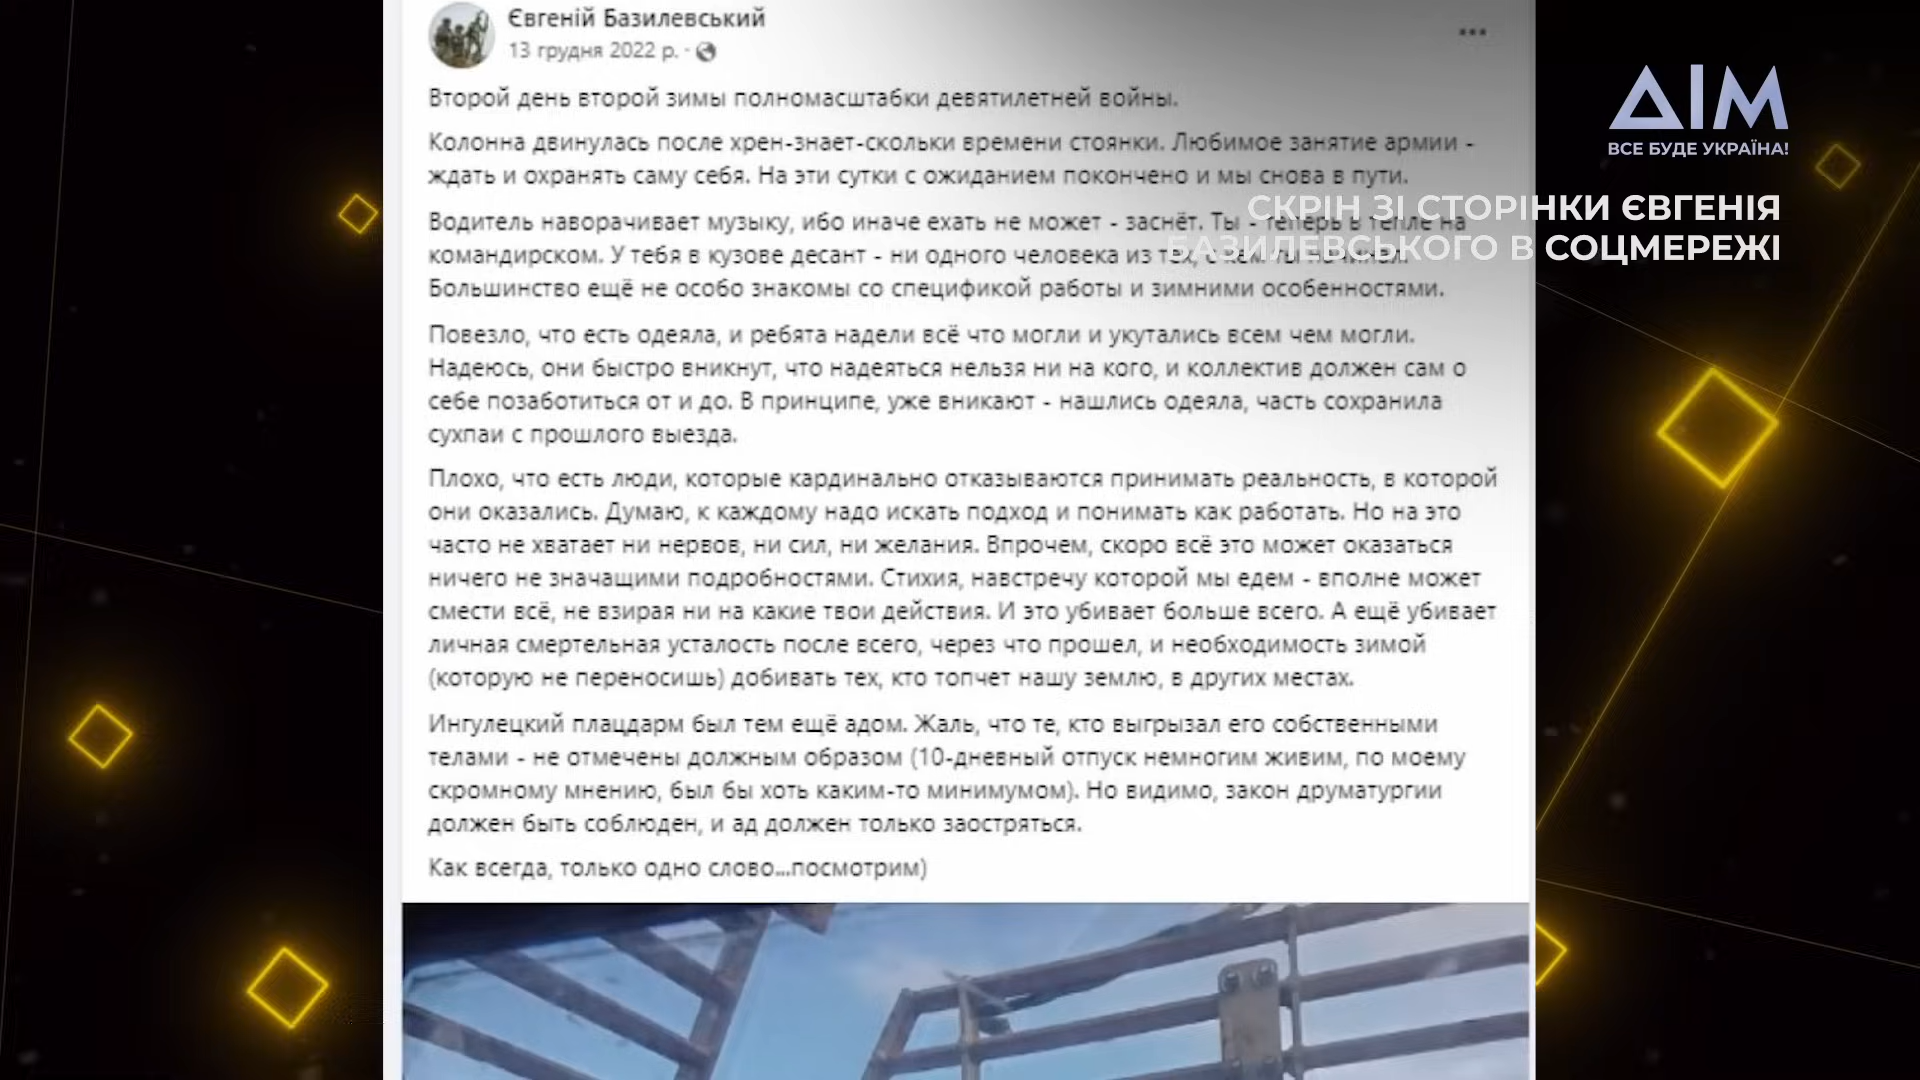 Євгеній Базилевський
13 грудня 2022 р. ·
Второй день второй зимы полномасштабки девятилетней войны.
Колонна двинулась после хрен-знает-скольки времени стоянки. Любимое занятие армии -
ждать и охранять саму себя. На эти сутки с ожиданием покончено и мы снова в пути.
Водитель наворачивает музыку, ибо иначе ехать не может - заснёт. Ты - теперь в тепле на
командирском. У тебя в кузове десант - ни одного человека из тех, с кем ты начинал.
Большинство ещё не особо знакомы со спецификой работы и зимними особенностями.
Повезло, что есть одеяла, и ребята надели всё что могли и укутались всем чем могли.
Надеюсь, они быстро вникнут, что надеяться нельзя ни на кого, и коллектив должен сам о
себе позаботиться от и до. В принципе, уже вникают - нашлись одеяла, часть сохранила
сухпаи с прошлого выезда.
Плохо, что есть люди, которые кардинально отказываются принимать реальность, в которой
они оказались. Думаю, к каждому надо искать подход и понимать как работать. Но на это
часто не хватает ни нервов, ни сил, ни желания. Впрочем, скоро всё это может оказаться
ничего не значащими подробностями. Стихия, навстречу которой мы едем - вполне может
смести всё, не взирая ни на какие твои действия. И это убивает больше всего. А ещё убивает
личная смертельная усталость после всего, через что прошел, и необходимость зимой
(которую не переносишь) добивать тех, кто топчет нашу землю, в других местах.
Ингулецкий плацдарм был тем ещё адом. Жаль, что те, кто выгрызал его собственными
телами - не отмечены должным образом (10-дневный отпуск немногим живим, по моему
скромному мнению, был бы хоть каким-то минимумом). Но видимо, закон друматургии
должен быть соблюден, и ад должен только заостряться.
Как всегда, только одно слово...посмотрим)
ДІМ
ВСЕ БУДЕ УКРАЇНА!
СКРІН ЗІ СТОРІНКИ ЄВГЕНІЯ
БАЗИЛЕВСЬКОГО В СОЦМЕРЕЖІ